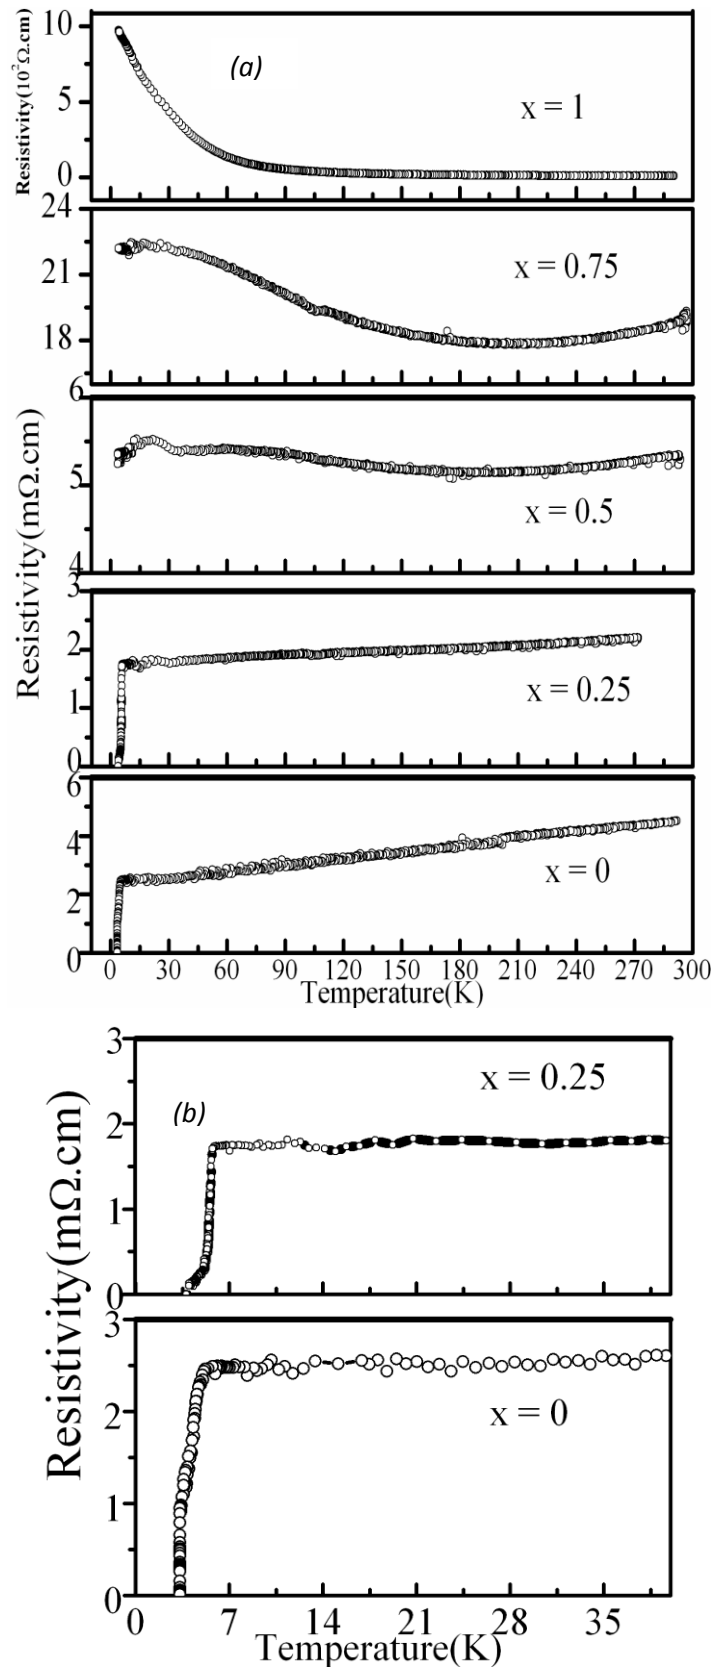 Resistivity(10²Ω.cm)
10
5
0
(a)
x = 1
24
21
18
x = 0.75
Resistivity(mΩ.cm)
6
5
4
x = 0.5
3
2
1
0
x = 0.25
6
4
2
0
x = 0
0 30 60 90 120 150 180 210 240 270 300
Temperature(K)
Resistivity(mΩ.cm)
3
2
1
0
(b)
x = 0.25
3
2
1
0
x = 0
0 7 14 21 28 35
Temperature(K)